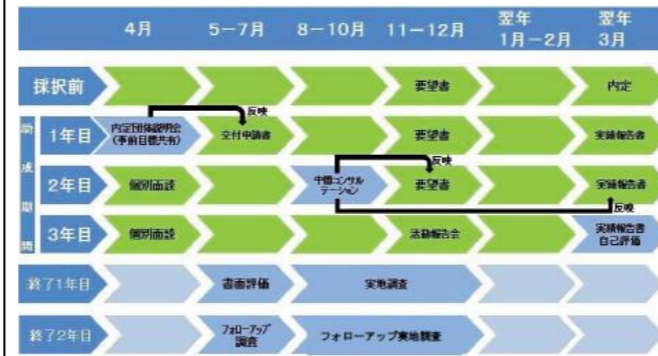 4月
5－7月
8－10月
11－12月
翌年
1月－2月
翌年
3月
採択前
要望書
内定
助成期間
1年目
内定団体説明会
(事前目標共有)
反映
交付申請書
要望書
実績報告書
2年目
個別面談
中間コンサル
テーション
反映
要望書
実績報告書
反映
3年目
個別面談
活動報告会
実績報告書
自己評価
終了1年目
書面評価
実地調査
終了2年目
フォローアップ
調査
フォローアップ実地調査